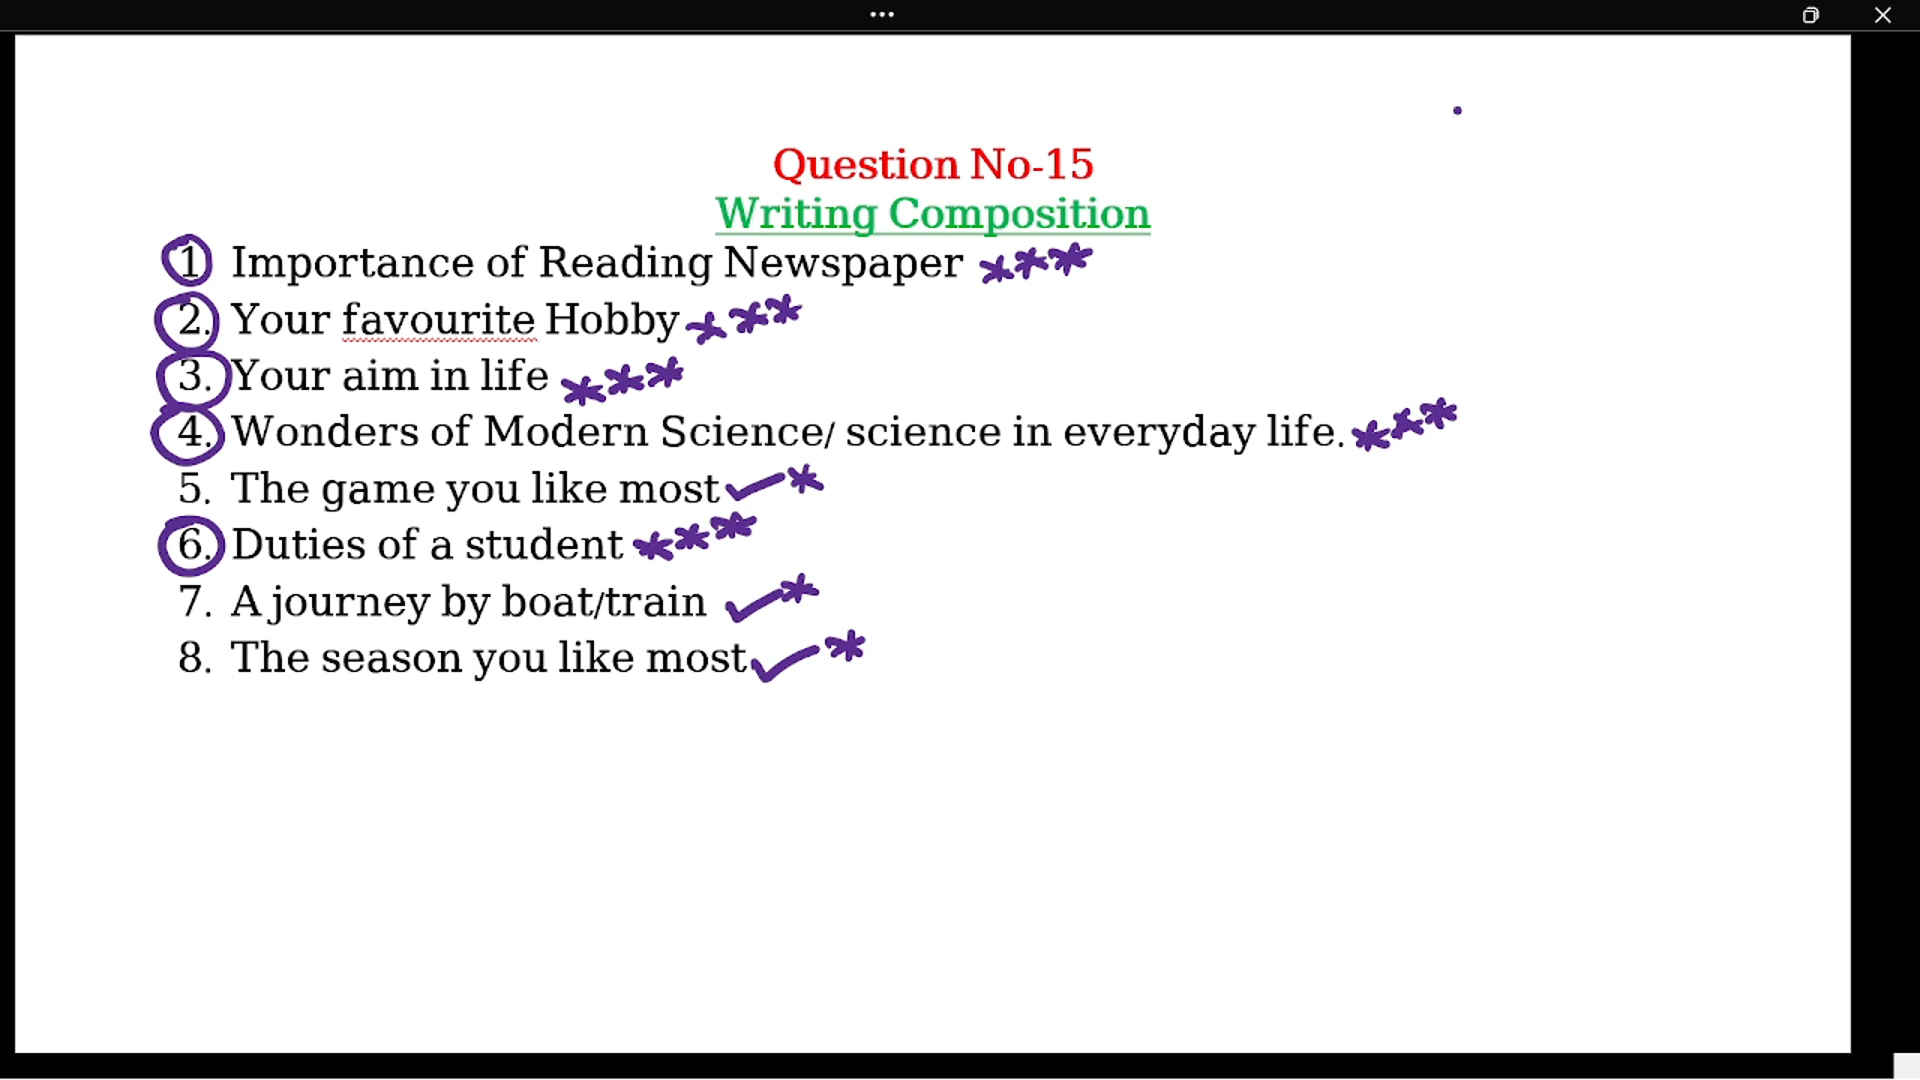 Question No-15
Writing Composition
1 Importance of Reading Newspaper ***
2. Your favourite Hobby ***
3. Your aim in life ***
4. Wonders of Modern Science/ science in everyday life. ***
5. The game you like most ✓*
6. Duties of a student ***
7. A journey by boat/train ✓*
8. The season you like most ✓*